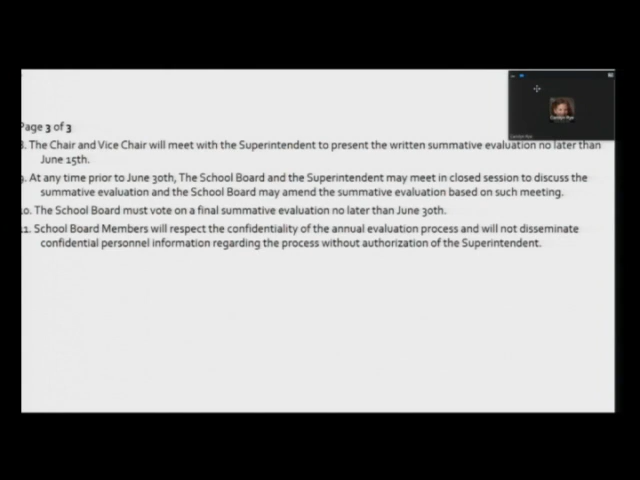 Page 3 of 3
8. The Chair and Vice Chair will meet with the Superintendent to present the written summative evaluation no later than
June 15th.
9. At any time prior to June 30th, The School Board and the Superintendent may meet in closed session to discuss the
summative evaluation and the School Board may amend the summative evaluation based on such meeting.
10. The School Board must vote on a final summative evaluation no later than June 30th.
11. School Board Members will respect the confidentiality of the annual evaluation process and will not disseminate
confidential personnel information regarding the process without authorization of the Superintendent.